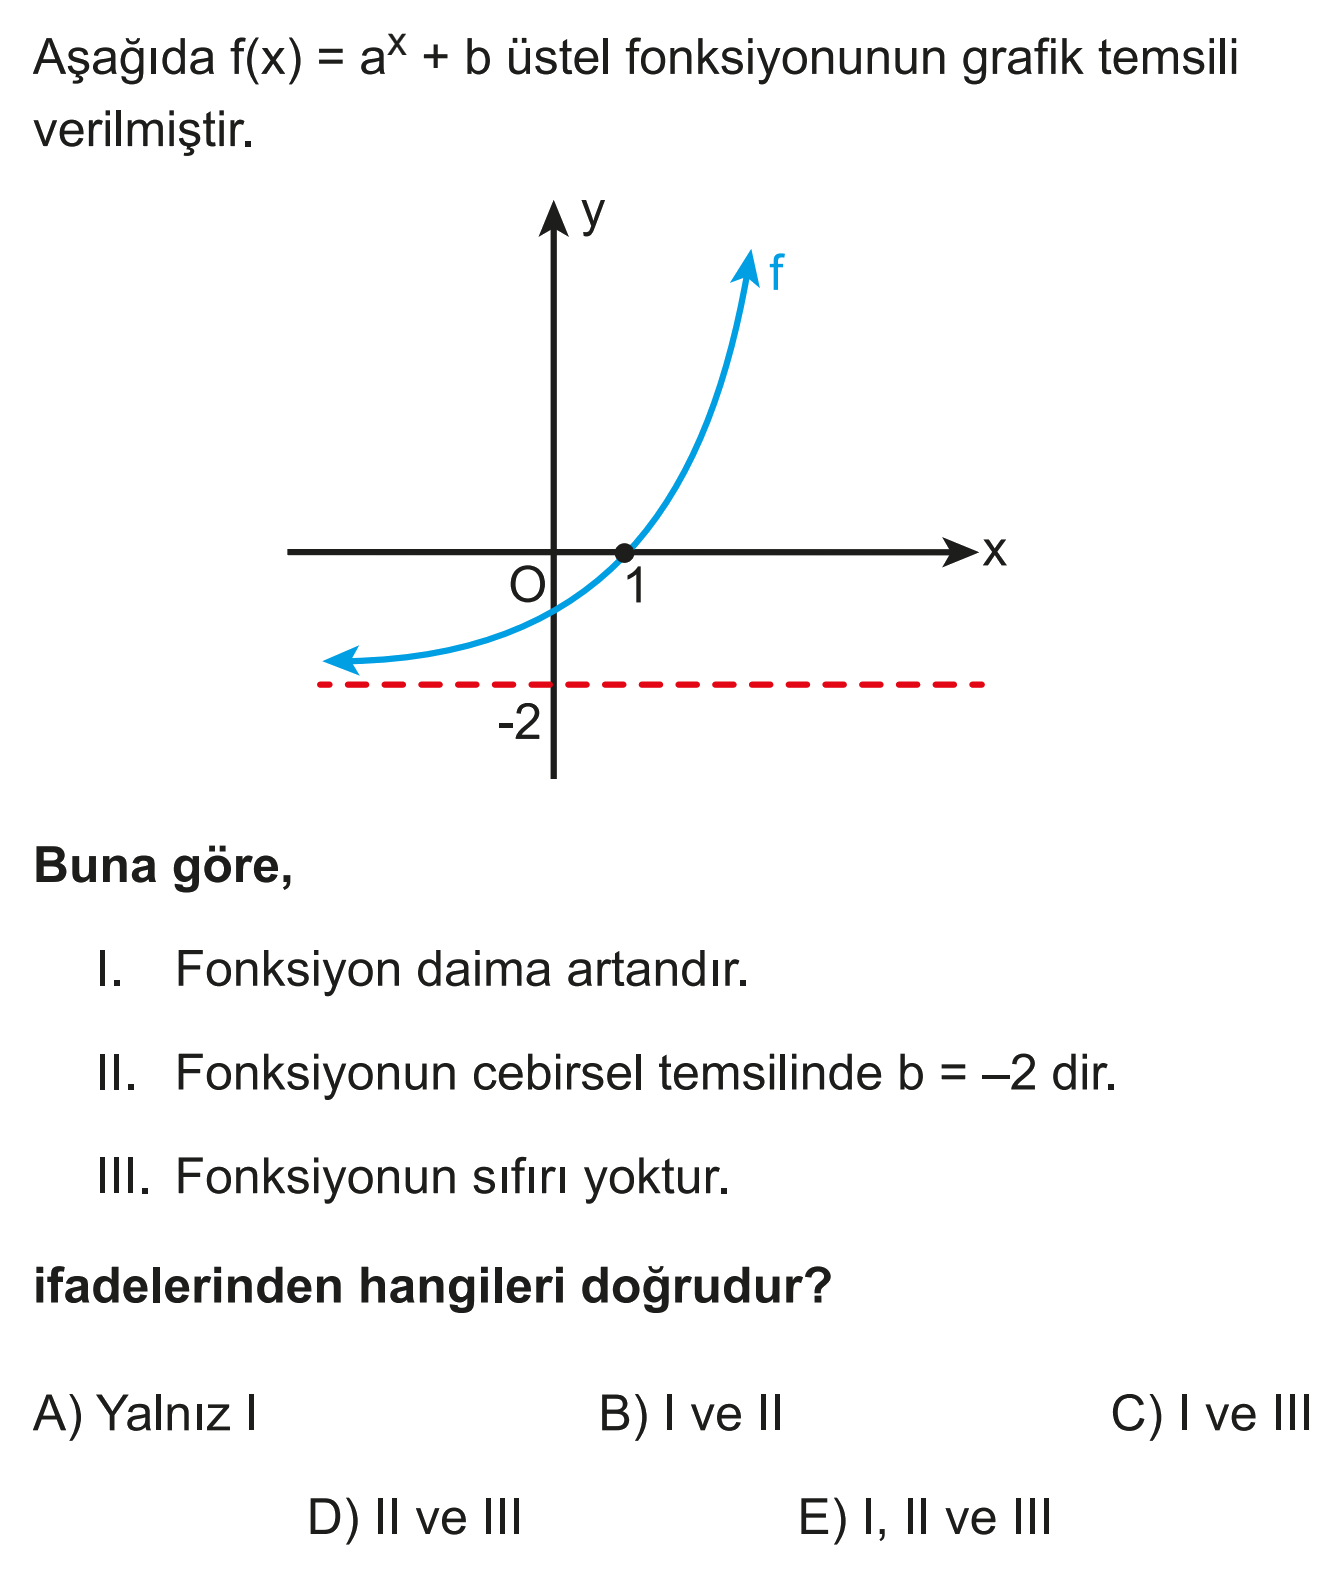 Aşağıda f(x) = aˣ + b üstel fonksiyonunun grafik temsili
verilmiştir.
y
f
x
O
1
-2
Buna göre,
I. Fonksiyon daima artandır.
II. Fonksiyonun cebirsel temsilinde b = –2 dir.
III. Fonksiyonun sıfırı yoktur.
ifadelerinden hangileri doğrudur?
A) Yalnız I B) I ve II C) I ve III
D) II ve III E) I, II ve III